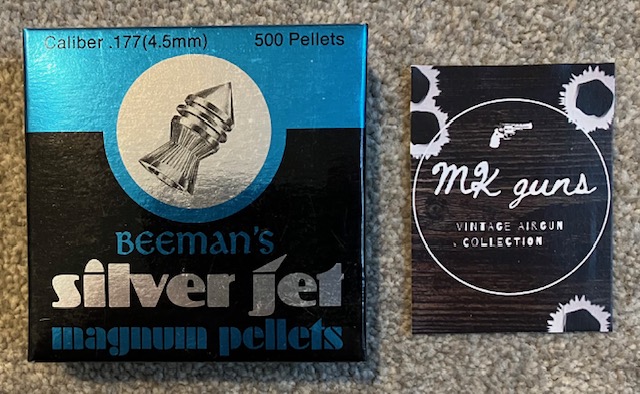 Caliber .177(4.5mm) 500 Pellets
BEEMAN'S
silver jet
magnum pellets
MK guns
VINTAGE AIRGUN
COLLECTION